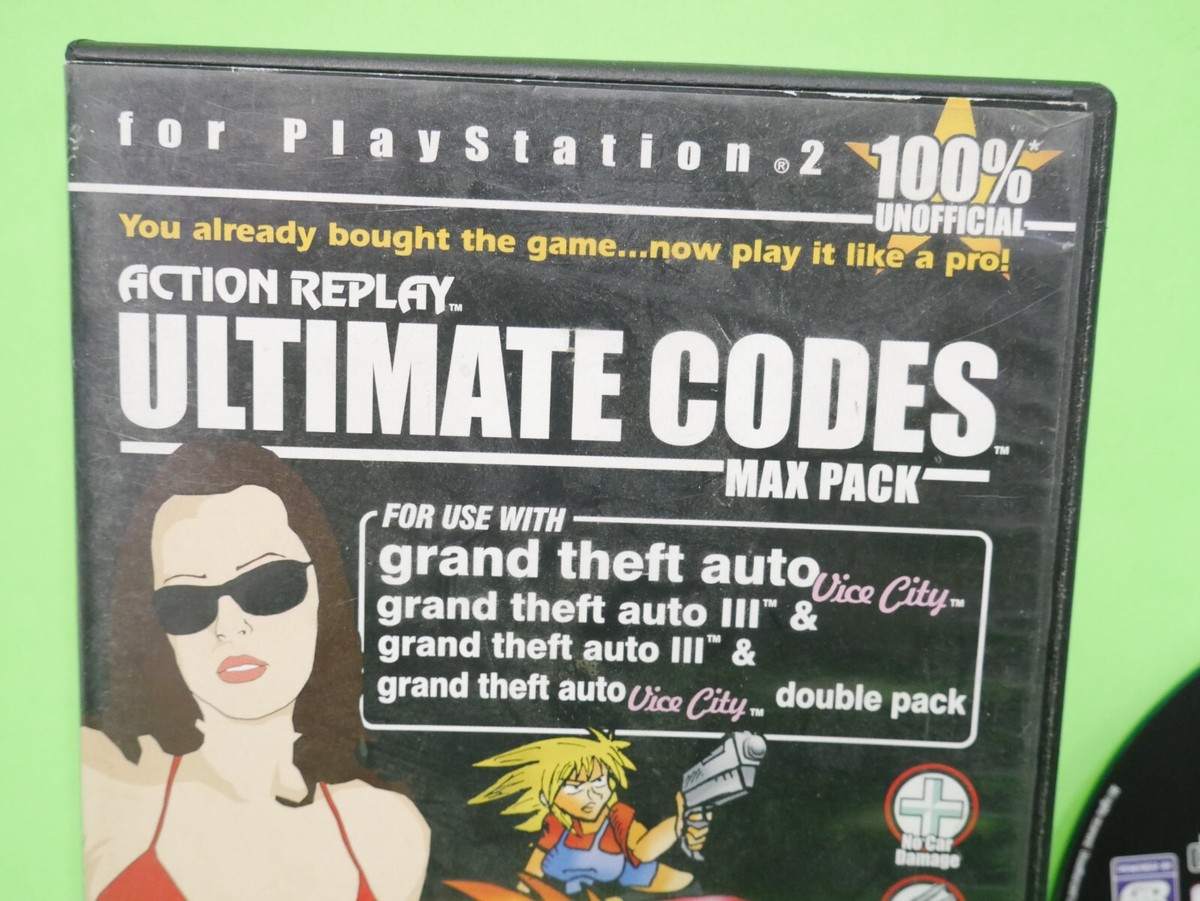 for PlayStation®2
100%*
UNOFFICIAL
You already bought the game...now play it like a pro!
ACTION REPLAY™
ULTIMATE CODES™
MAX PACK
FOR USE WITH
grand theft auto Vice City™
grand theft auto III™ &
grand theft auto III™ &
grand theft auto Vice City™ double pack
No Car
Damage